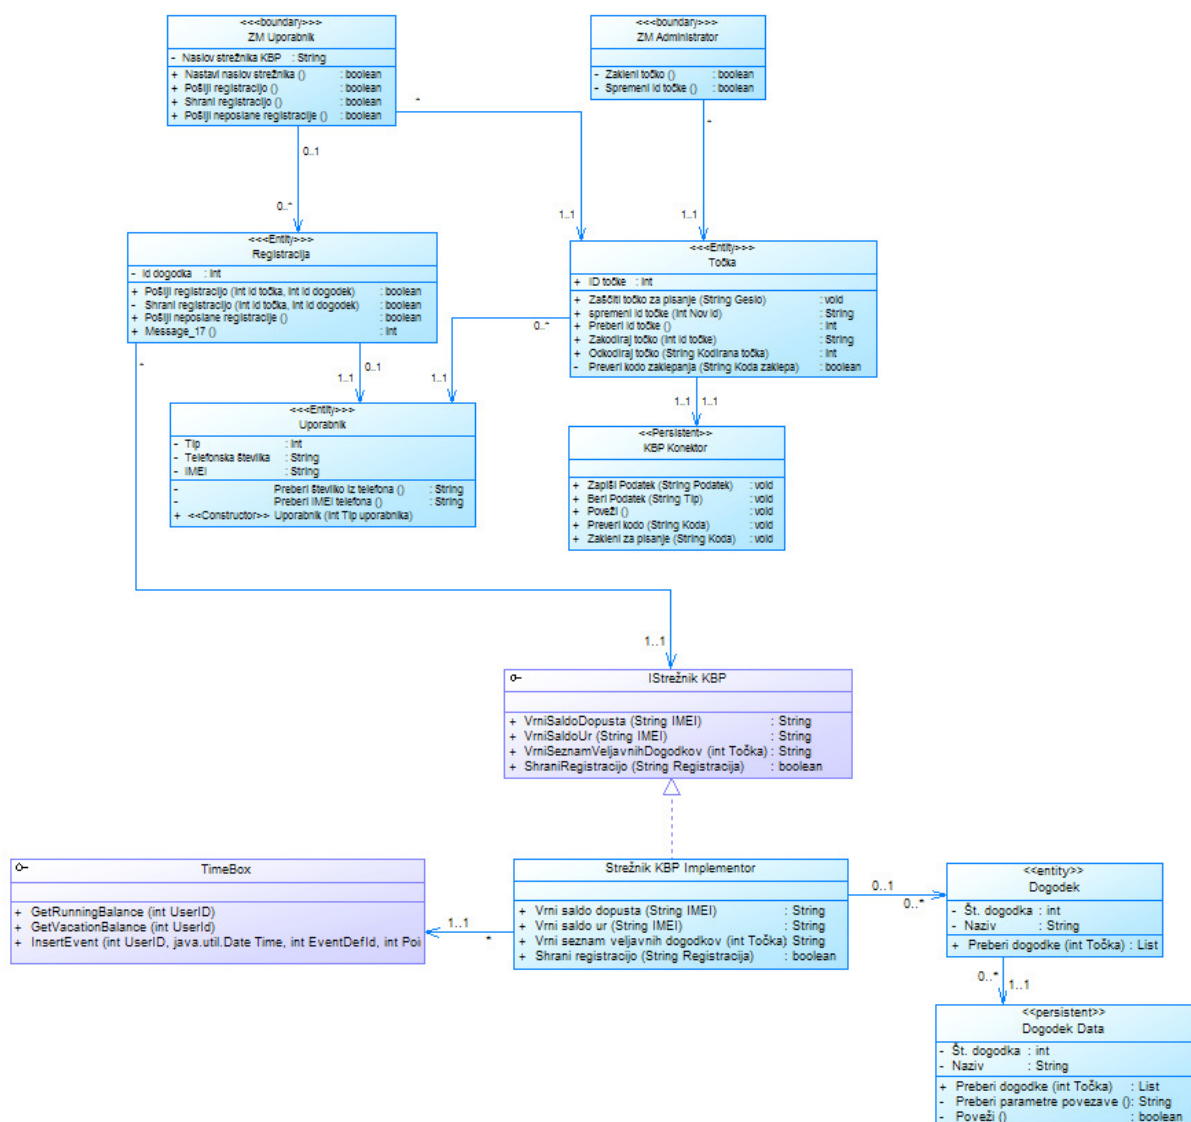 <<<boundary>>>
ZM Uporabnik
- Naslov strežnika KBP : String
+ Nastavi naslov strežnika () : boolean
+ Pošlji registracijo () : boolean
+ Shrani registracijo () : boolean
+ Pošlji neposlane registracije () : boolean
<<<boundary>>>
ZM Administrator
- Zakleni točko () : boolean
- Spremeni id točke () : boolean
*
*
0..1
0..*
1..1
1..1
<<<Entity>>>
Registracija
- id dogodka : int
+ Pošlji registracijo (int id točka, int id dogodek) : boolean
- Shrani registracijo (int id točka, int id dogodek) : boolean
+ Pošlji neposlane registracije () : boolean
+ Message_17 () : int
<<<Entity>>>
Točka
+ ID točke : int
+ Zaščiti točko za pisanje (String Geslo) : void
+ spremeni id točke (int Nov id) : String
+ Preberi id točke () : int
+ Zakodiraj točko (int id točke) : String
+ Odkodiraj točko (String Kodirana točka) : int
- Preveri kodo zaklepanja (String Koda zaklepa) : boolean
0..*
*
0..1
1..1
1..1
1..1
1..1
<<<Entity>>>
Uporabnik
- Tip : int
- Telefonska številka : String
- IMEI : String
- Preberi številko iz telefona () : String
- Preberi IMEI telefona () : String
+ <<Constructor>> Uporabnik (int Tip uporabnika)
<<Persistent>>
KBP Konektor
+ Zapiši Podatek (String Podatek) : void
+ Beri Podatek (String Tip) : void
+ Poveži () : void
+ Preveri kodo (String Koda) : void
+ Zakleni za pisanje (String Koda) : void
1..1
IStrežnik KBP
+ VrniSaldoDopusta (String IMEI) : String
+ VrniSaldoUr (String IMEI) : String
+ VrniSeznamVeljavnihDogodkov (int Točka) : String
+ ShraniRegistracijo (String Registracija) : boolean
TimeBox
+ GetRunningBalance (int UserID)
+ GetVacationBalance (int UserId)
+ InsertEvent (int UserID, java.util.Date Time, int EventDefId, int Poi
1..1
*
Strežnik KBP Implementor
+ Vrni saldo dopusta (String IMEI) : String
+ Vrni saldo ur (String IMEI) : String
+ Vrni seznam veljavnih dogodkov (int Točka) String
+ Shrani registracijo (String Registracija) : boolean
0..1
0..*
<<entity>>
Dogodek
- Št. dogodka : int
- Naziv : String
+ Preberi dogodke (int Točka) : List
0..*
1..1
<<persistent>>
Dogodek Data
- Št. dogodka : int
- Naziv : String
+ Preberi dogodke (int Točka) : List
- Preberi parametre povezave (): String
- Poveži () : boolean